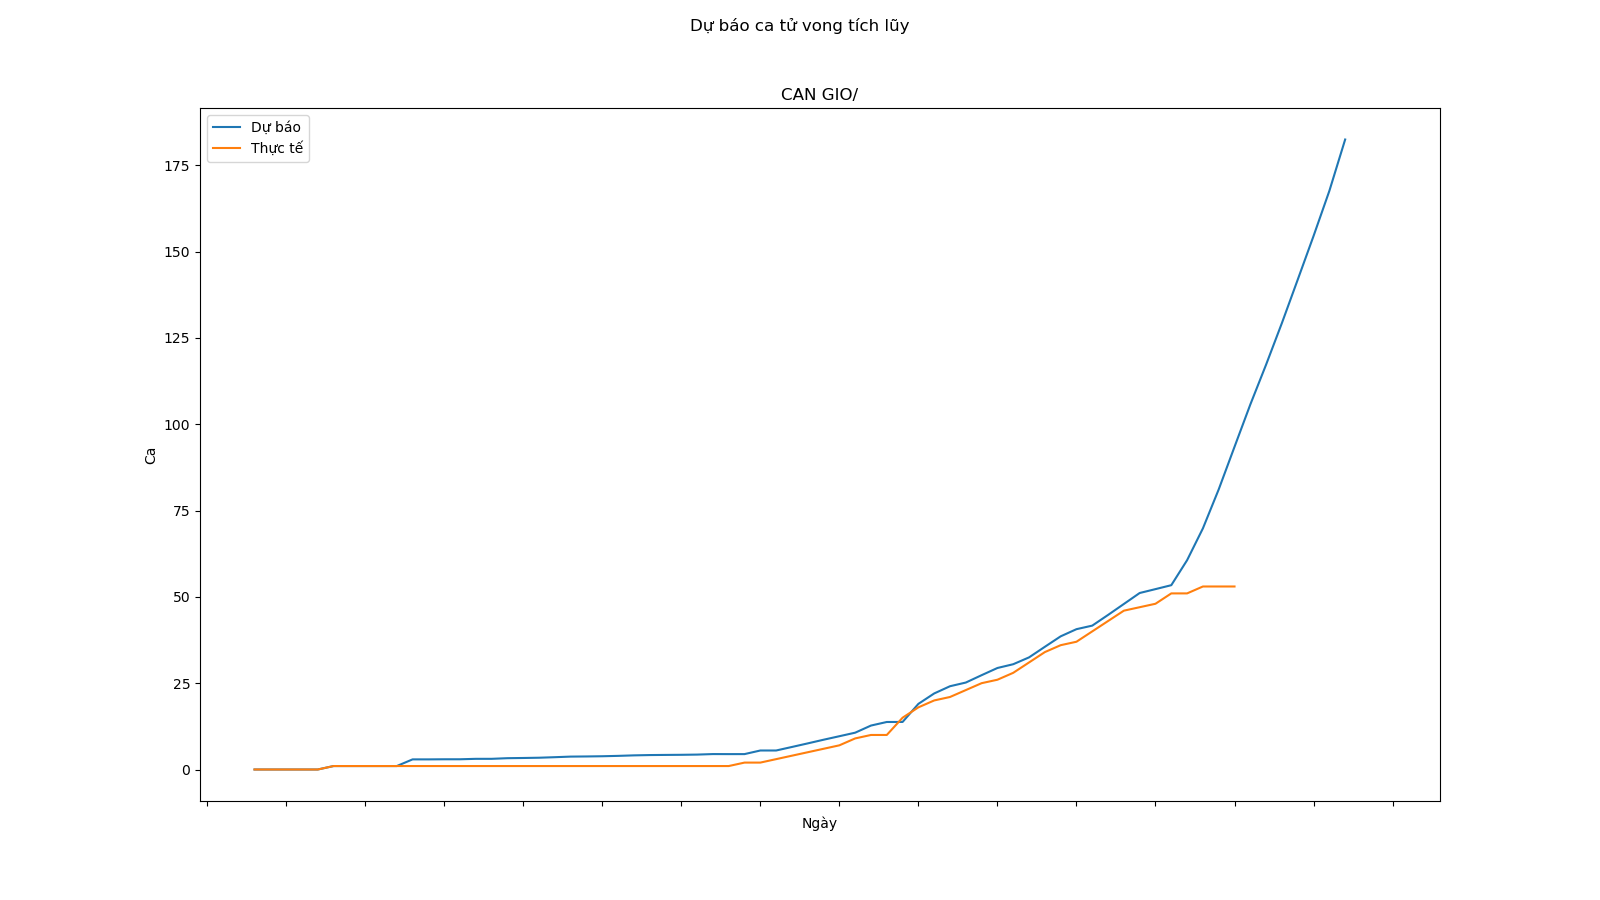 Dự báo ca tử vong tích lũy
CAN GIO/
Dự báo
Thực tế
175
150
125
100
75
50
25
0
Ca
Ngày